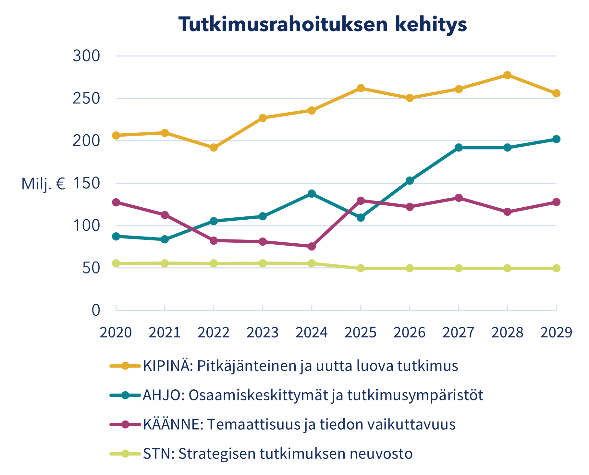 Tutkimusrahoituksen kehitys
300
250
200
Milj. €
150
100
50
0
2020 2021 2022 2023 2024 2025 2026 2027 2028 2029
KIPINÄ: Pitkäjänteinen ja uutta luova tutkimus
AHJO: Osaamiskeskittymät ja tutkimusympäristöt
KÄÄNNE: Temaattisuus ja tiedon vaikuttavuus
STN: Strategisen tutkimuksen neuvosto